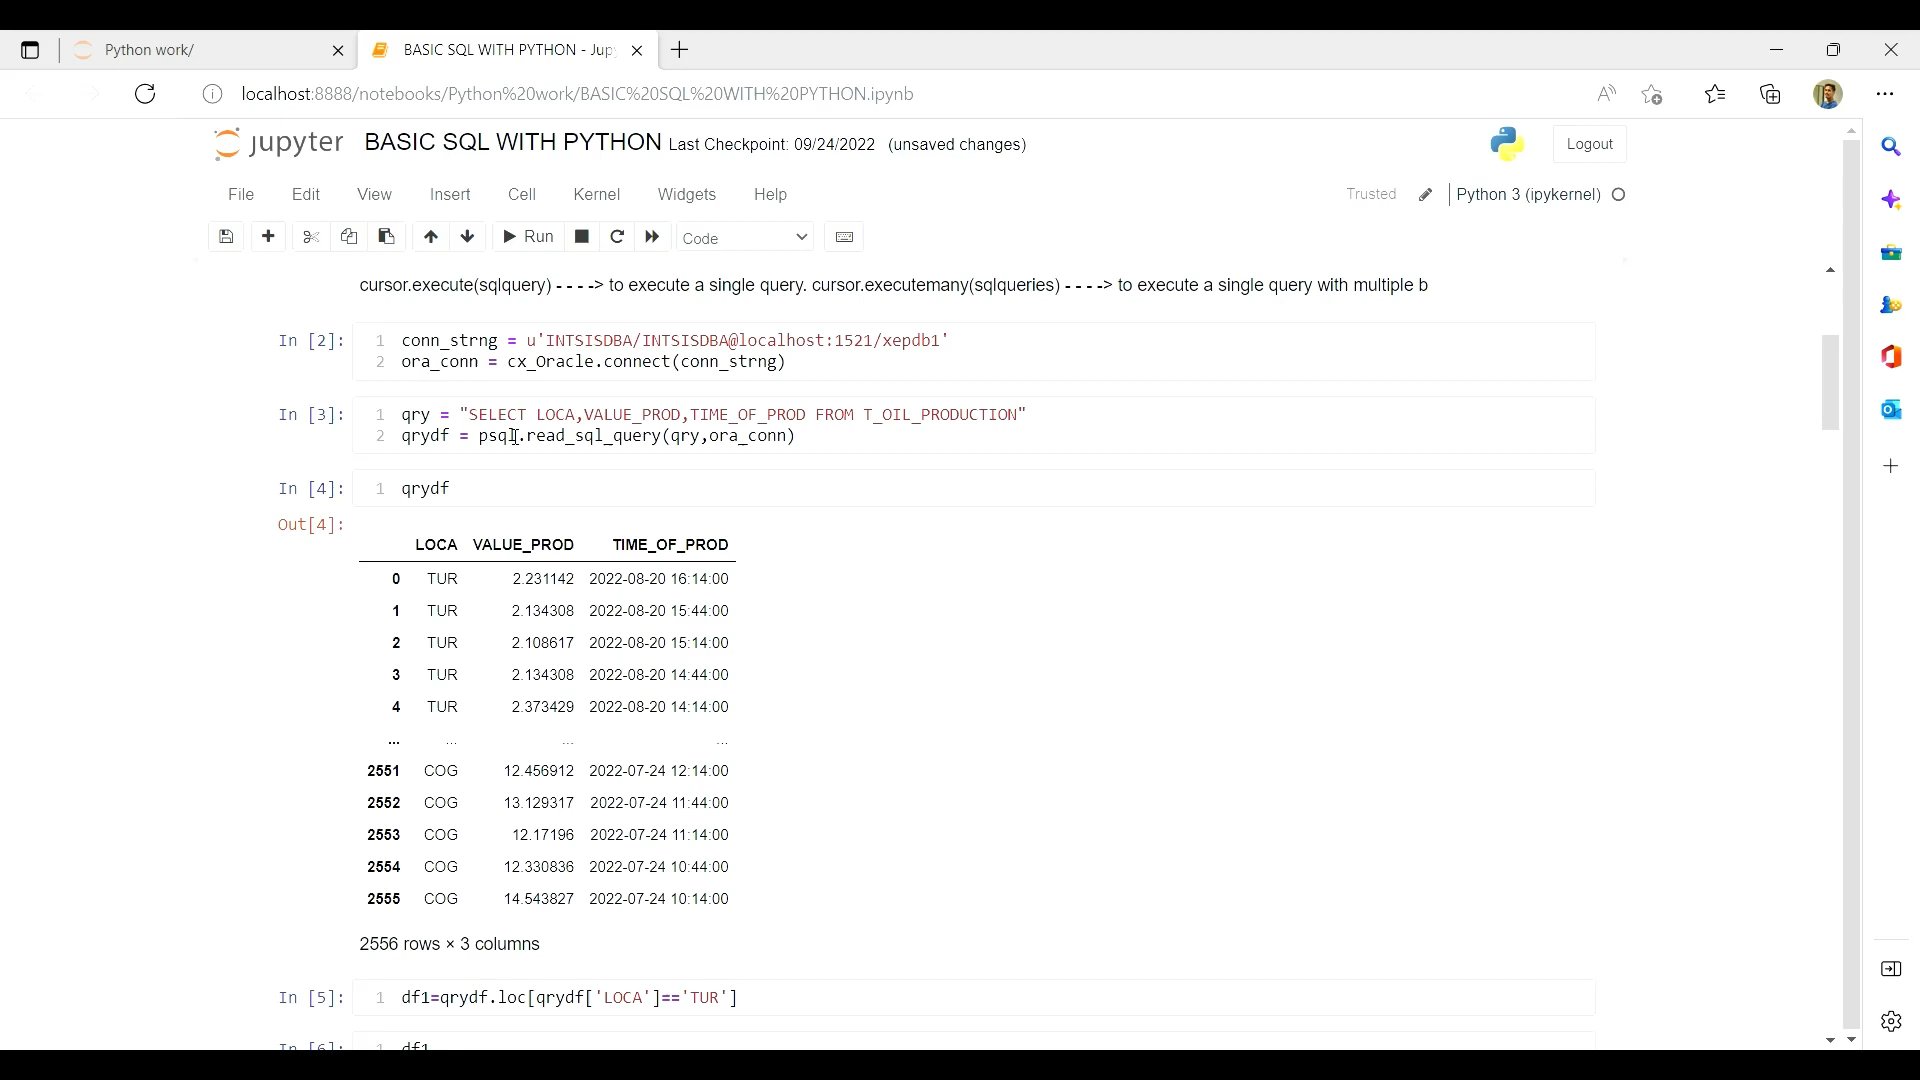 Python work/
BASIC SQL WITH PYTHON - Jup
localhost:8888/notebooks/Python%20work/BASIC%20SQL%20WITH%20PYTHON.ipynb
jupyter BASIC SQL WITH PYTHON Last Checkpoint: 09/24/2022 (unsaved changes)
Logout
File Edit View Insert Cell Kernel Widgets Help
Trusted Python 3 (ipykernel)
Run
Code
cursor.execute(sqlquery) - - - -> to execute a single query. cursor.executemany(sqlqueries) - - - -> to execute a single query with multiple b
In [2]: 1 conn_strng = u'INTSISDBA/INTSISDBA@localhost:1521/xepdb1'
2 ora_conn = cx_Oracle.connect(conn_strng)
In [3]: 1 qry = "SELECT LOCA,VALUE_PROD,TIME_OF_PROD FROM T_OIL_PRODUCTION"
2 qrydf = psql.read_sql_query(qry,ora_conn)
In [4]: 1 qrydf
Out[4]:
LOCA VALUE_PROD TIME_OF_PROD
0 TUR 2.231142 2022-08-20 16:14:00
1 TUR 2.134308 2022-08-20 15:44:00
2 TUR 2.108617 2022-08-20 15:14:00
3 TUR 2.134308 2022-08-20 14:44:00
4 TUR 2.373429 2022-08-20 14:14:00
... ... ... ...
2551 COG 12.456912 2022-07-24 12:14:00
2552 COG 13.129317 2022-07-24 11:44:00
2553 COG 12.17196 2022-07-24 11:14:00
2554 COG 12.330836 2022-07-24 10:44:00
2555 COG 14.543827 2022-07-24 10:14:00
2556 rows × 3 columns
In [5]: 1 df1=qrydf.loc[qrydf['LOCA']=='TUR']
In [6]: 1 df1